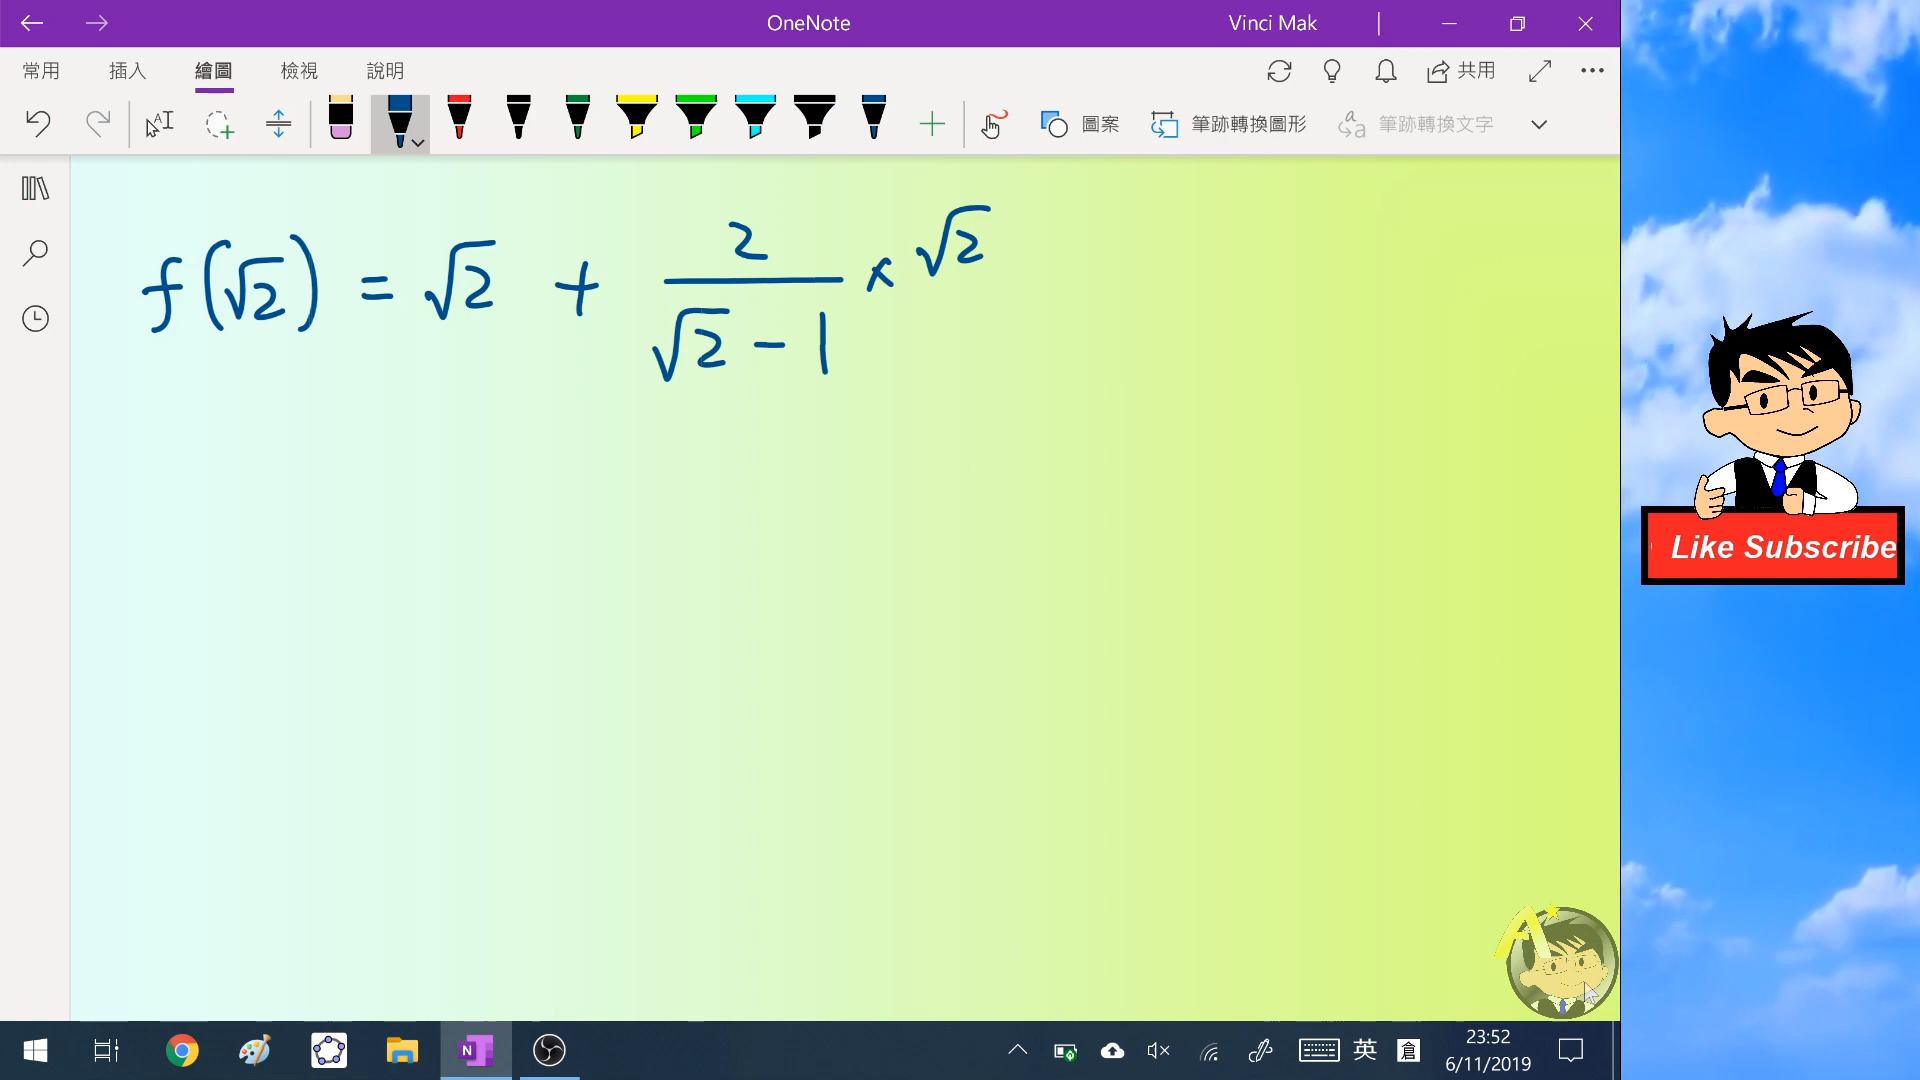 OneNote
Vinci Mak
常用 插入 繪圖 檢視 說明
共用
圖案 筆跡轉換圖形 筆跡轉換文字
f(√2) = √2 + 2/(√2 - 1) × √2
Like Subscribe
A
英 倉
23:52
6/11/2019